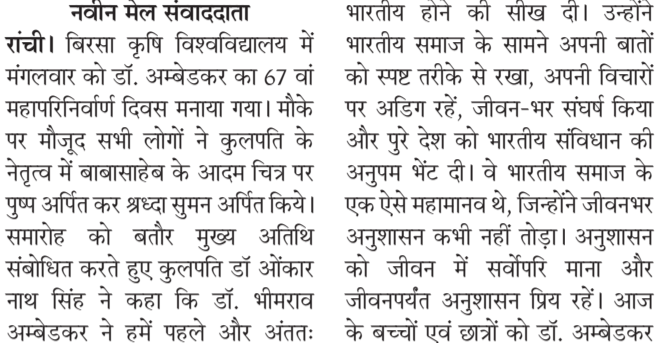 नवीन मेल संवाददाता
रांची। बिरसा कृषि विश्वविद्यालय में
मंगलवार को डॉ. अम्बेडकर का 67 वां
महापरिनिर्वार्ण दिवस मनाया गया। मौके
पर मौजूद सभी लोगों ने कुलपति के
नेतृत्व में बाबासाहेब के आदम चित्र पर
पुष्प अर्पित कर श्रध्दा सुमन अर्पित किये।
समारोह को बतौर मुख्य अतिथि
संबोधित करते हुए कुलपति डॉ ओंकार
नाथ सिंह ने कहा कि डॉ. भीमराव
अम्बेडकर ने हमें पहले और अंततः
भारतीय होने की सीख दी। उन्होंने
भारतीय समाज के सामने अपनी बातों
को स्पष्ट तरीके से रखा, अपनी विचारों
पर अडिग रहें, जीवन-भर संघर्ष किया
और पुरे देश को भारतीय संविधान की
अनुपम भेंट दी। वे भारतीय समाज के
एक ऐसे महामानव थे, जिन्होंने जीवनभर
अनुशासन कभी नहीं तोड़ा। अनुशासन
को जीवन में सर्वोपरि माना और
जीवनपर्यंत अनुशासन प्रिय रहें। आज
के बच्चों एवं छात्रों को डॉ. अम्बेडकर